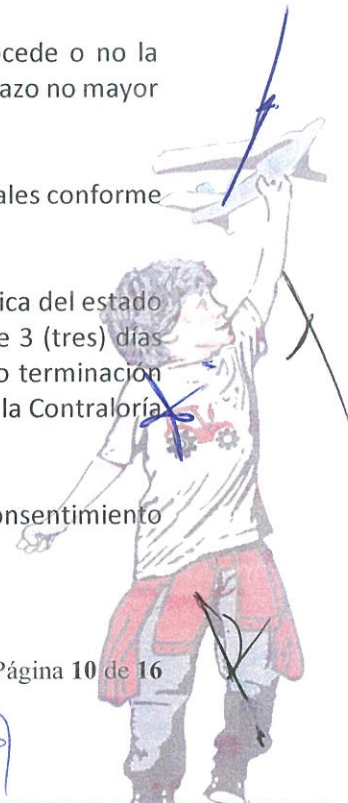 ocede o no la
azo no mayor
ales conforme
ica del estado
e 3 (tres) días
o terminación
la Contraloría
onsentimiento
Página 10 de 16